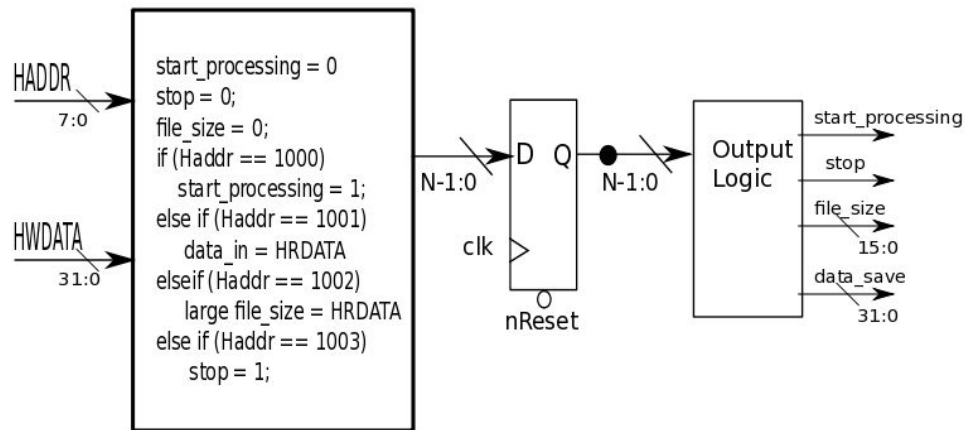 HADDR
7:0
HWDATA
31:0
start_processing = 0
stop = 0;
file_size = 0;
if (Haddr == 1000)
start_processing = 1;
else if (Haddr == 1001)
data_in = HRDATA
elseif (Haddr == 1002)
large file_size = HRDATA
else if (Haddr == 1003)
stop = 1;
N-1:0
D Q
clk
nReset
N-1:0
Output
Logic
start_processing
stop
file_size
15:0
data_save
31:0